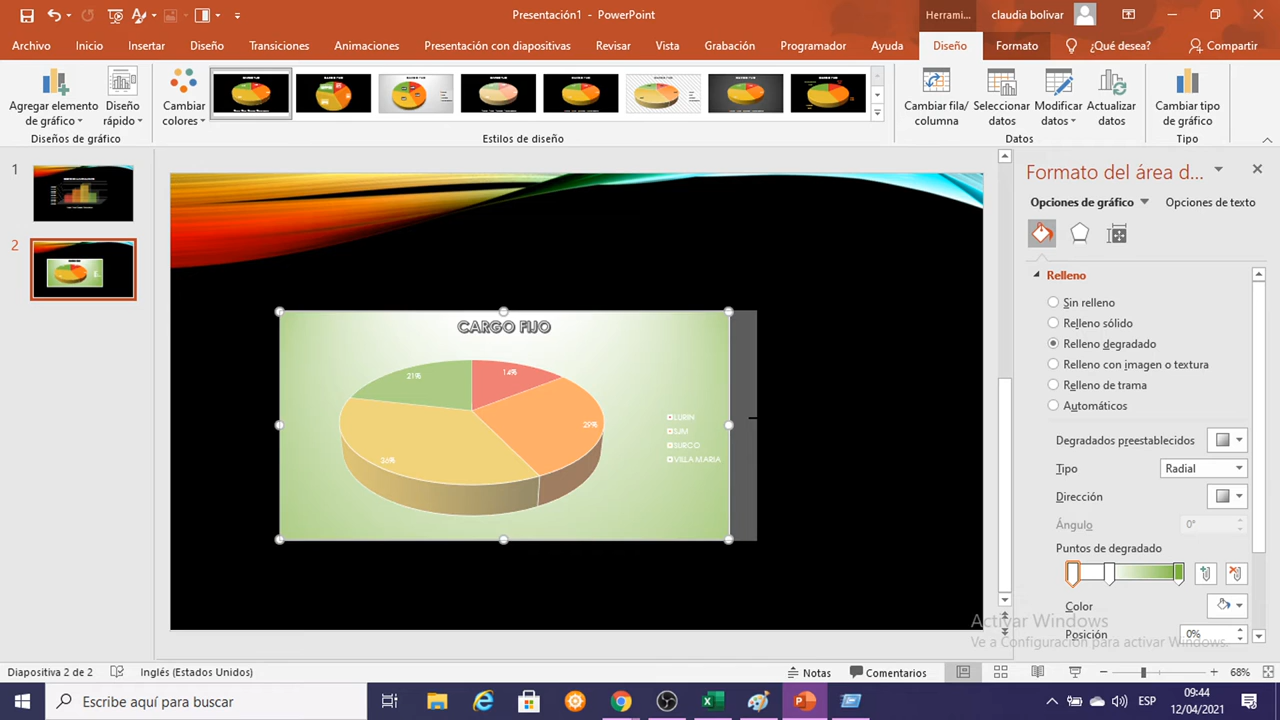 Presentación1 - PowerPoint
Herrami...
claudia bolivar
Archivo Inicio Insertar Diseño Transiciones Animaciones Presentación con diapositivas Revisar Vista Grabación Programador Ayuda Diseño Formato ¿Qué desea? Compartir
Agregar elemento de gráfico
Diseño rápido
Cambiar colores
Cambiar fila/columna
Seleccionar datos
Modificar datos
Actualizar datos
Cambiar tipo de gráfico
Diseños de gráfico
Estilos de diseño
Datos
Tipo
1
2
CARGO FIJO
21%
14%
29%
36%
LURIN
SJM
SURCO
VILLA MARIA
Formato del área d...
Opciones de gráfico
Opciones de texto
Relleno
Sin relleno
Relleno sólido
Relleno degradado
Relleno con imagen o textura
Relleno de trama
Automáticos
Degradados preestablecidos
Tipo Radial
Dirección
Ángulo 0°
Puntos de degradado
Color
Posición 0%
Activar Windows
Ve a Configuración para activar Windows.
Diapositiva 2 de 2
Inglés (Estados Unidos)
Notas
Comentarios
68%
Escribe aquí para buscar
ESP
09:44
12/04/2021